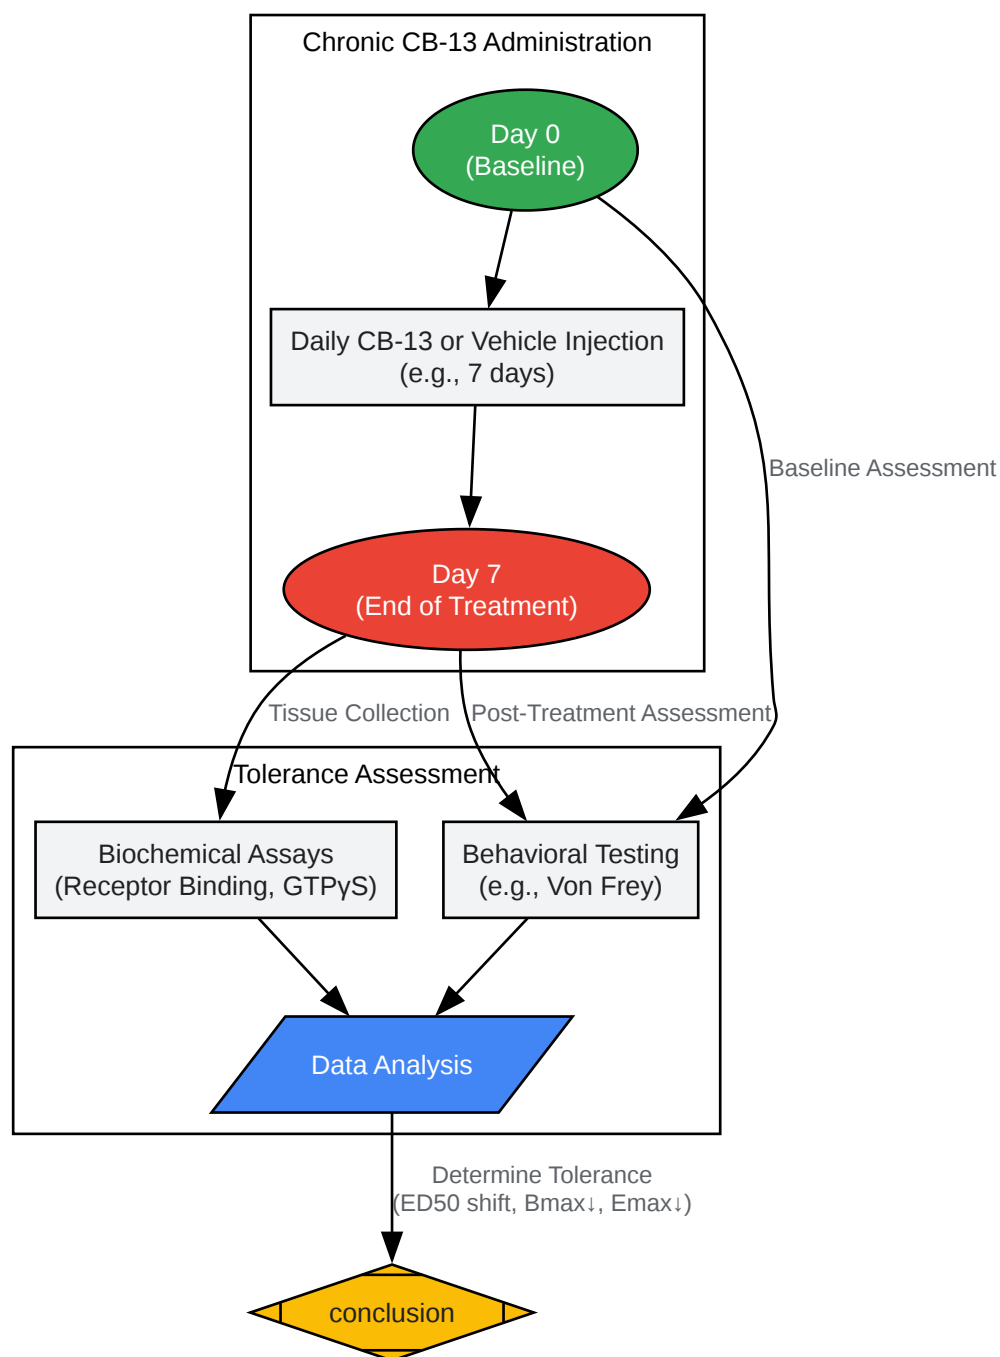 Chronic CB-13 Administration
Day 0
(Baseline)
Daily CB-13 or Vehicle Injection
(e.g., 7 days)
Baseline Assessment
Day 7
(End of Treatment)
Tissue Collection
Post-Treatment Assessment
Tolerance Assessment
Biochemical Assays
(Receptor Binding, GTPγS)
Behavioral Testing
(e.g., Von Frey)
Data Analysis
Determine Tolerance
(ED50 shift, Bmax↓, Emax↓)
conclusion